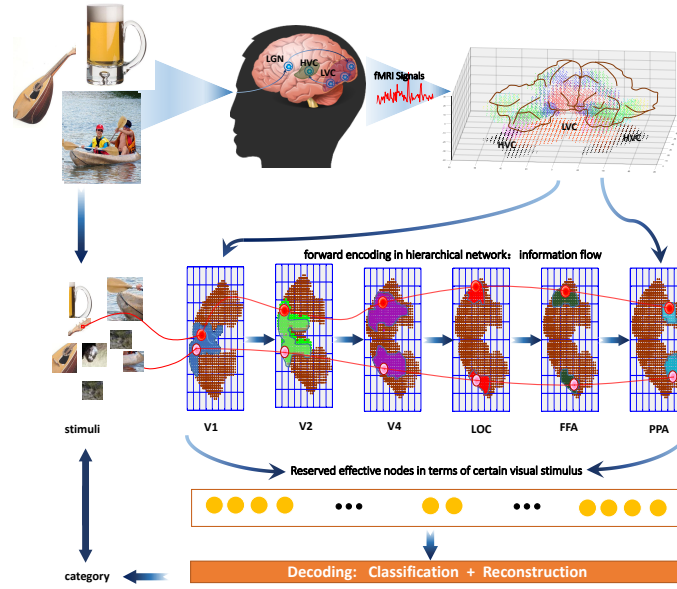 LGN
HVC
LVC
fMRI Signals
LVC
HVC
HVC
forward encoding in hierarchical network: information flow
stimuli
V1
V2
V4
LOC
FFA
PPA
Reserved effective nodes in terms of certain visual stimulus
category
Decoding: Classification + Reconstruction